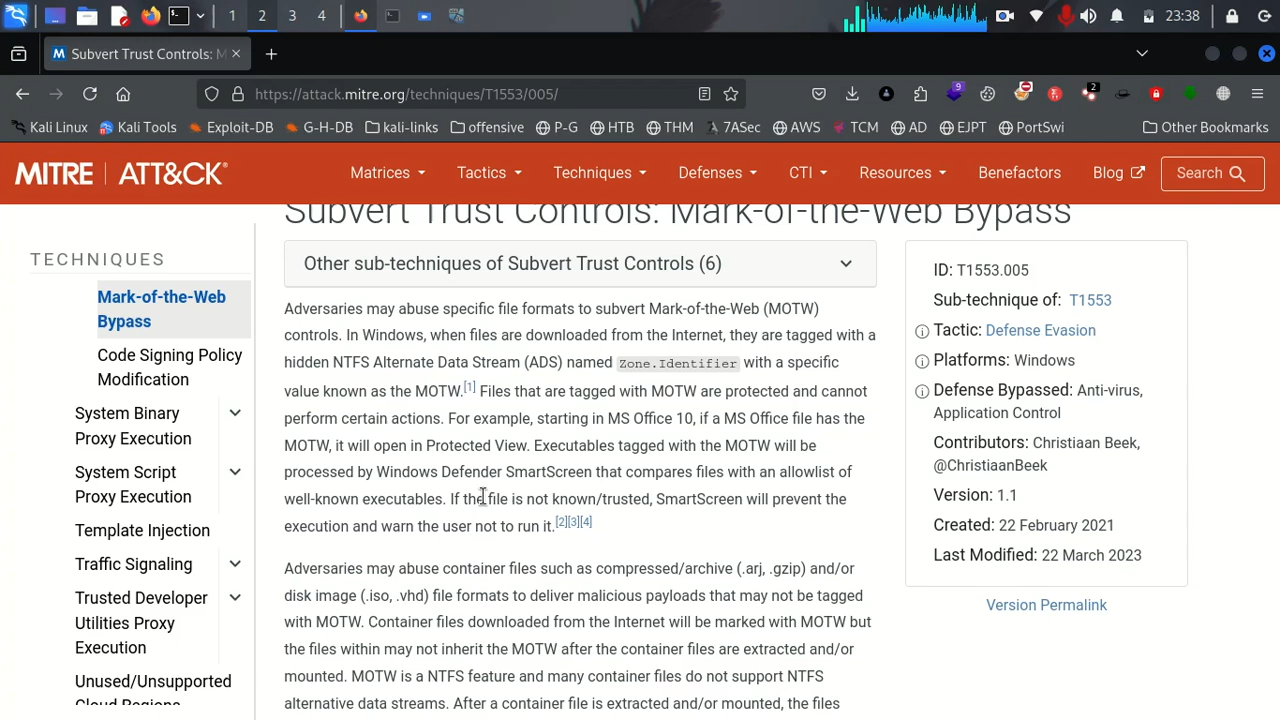 1 2 3 4 23:38
Subvert Trust Controls: M
https://attack.mitre.org/techniques/T1553/005/ 9 2
Kali Linux Kali Tools Exploit-DB G-H-DB kali-links offensive P-G HTB THM 7ASec AWS TCM AD EJPT PortSwi Other Bookmarks
MITRE | ATT&CK® Matrices Tactics Techniques Defenses CTI Resources Benefactors Blog Search
Subvert Trust Controls: Mark-of-the-Web Bypass
TECHNIQUES
Mark-of-the-Web
Bypass
Code Signing Policy
Modification
System Binary
Proxy Execution
System Script
Proxy Execution
Template Injection
Traffic Signaling
Trusted Developer
Utilities Proxy
Execution
Unused/Unsupported
Cloud Regions
Other sub-techniques of Subvert Trust Controls (6)
Adversaries may abuse specific file formats to subvert Mark-of-the-Web (MOTW)
controls. In Windows, when files are downloaded from the Internet, they are tagged with a
hidden NTFS Alternate Data Stream (ADS) named Zone.Identifier with a specific
value known as the MOTW.[1] Files that are tagged with MOTW are protected and cannot
perform certain actions. For example, starting in MS Office 10, if a MS Office file has the
MOTW, it will open in Protected View. Executables tagged with the MOTW will be
processed by Windows Defender SmartScreen that compares files with an allowlist of
well-known executables. If the file is not known/trusted, SmartScreen will prevent the
execution and warn the user not to run it.[2][3][4]
Adversaries may abuse container files such as compressed/archive (.arj, .gzip) and/or
disk image (.iso, .vhd) file formats to deliver malicious payloads that may not be tagged
with MOTW. Container files downloaded from the Internet will be marked with MOTW but
the files within may not inherit the MOTW after the container files are extracted and/or
mounted. MOTW is a NTFS feature and many container files do not support NTFS
alternative data streams. After a container file is extracted and/or mounted, the files
ID: T1553.005
Sub-technique of: T1553
Tactic: Defense Evasion
Platforms: Windows
Defense Bypassed: Anti-virus,
Application Control
Contributors: Christiaan Beek,
@ChristiaanBeek
Version: 1.1
Created: 22 February 2021
Last Modified: 22 March 2023
Version Permalink